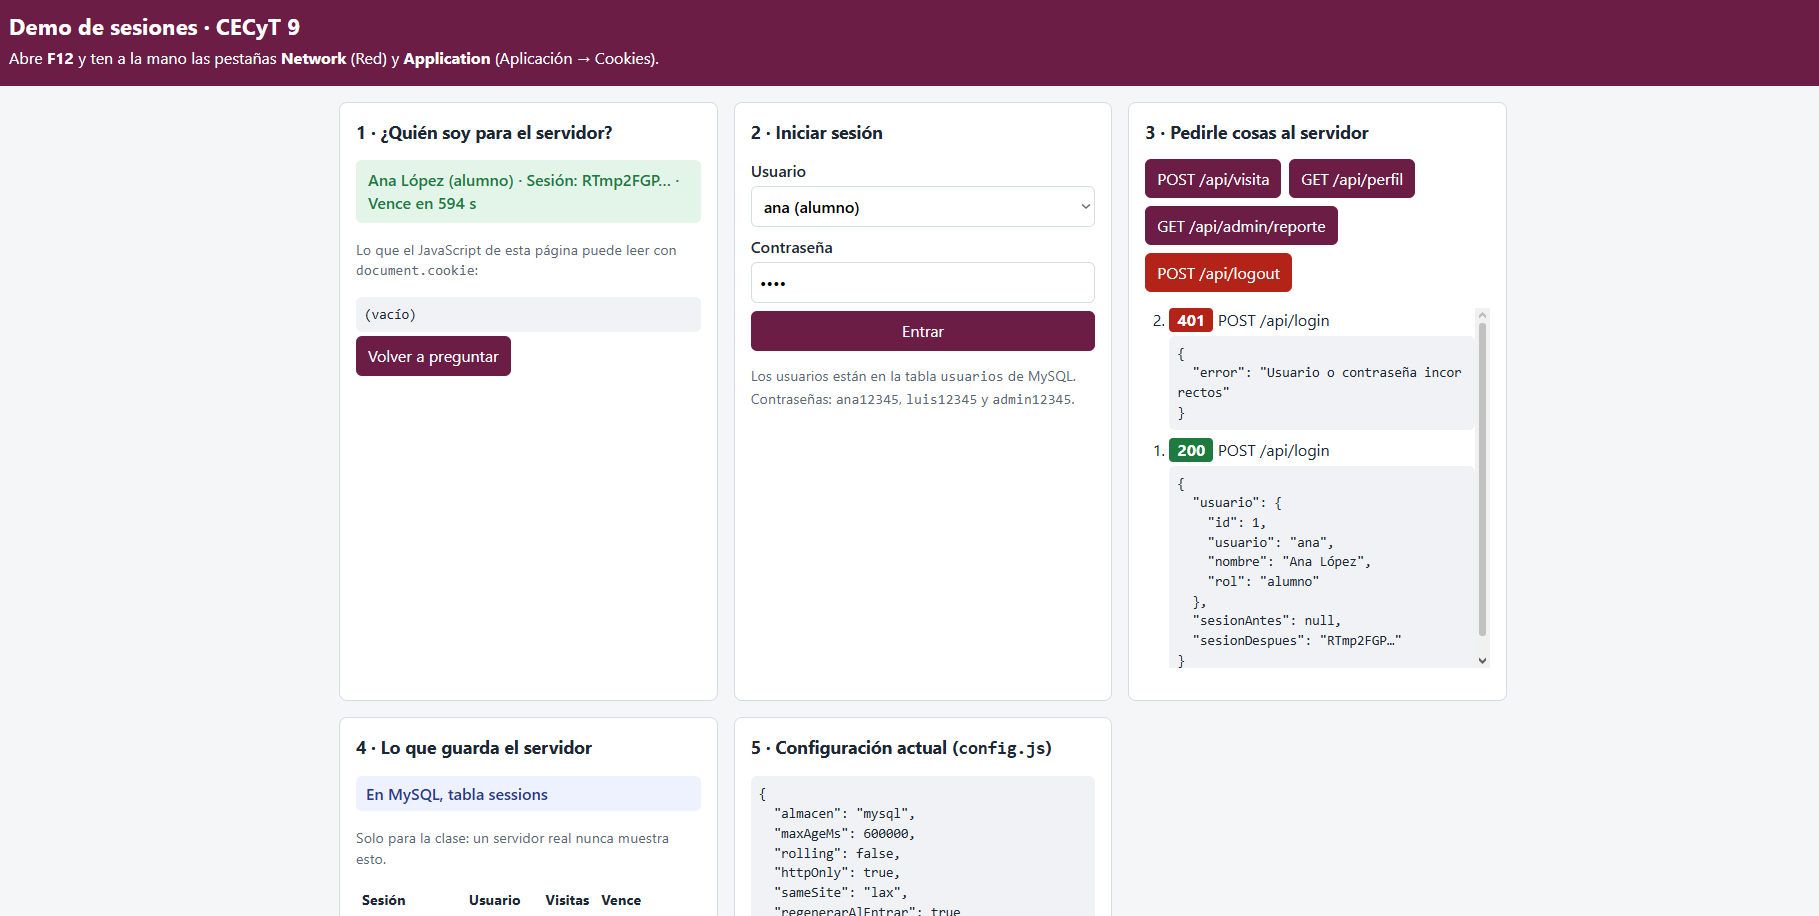 Demo de sesiones · CECyT 9
Abre F12 y ten a la mano las pestañas Network (Red) y Application (Aplicación → Cookies).
1 · ¿Quién soy para el servidor?
Ana López (alumno) · Sesión: RTmp2FGP… ·
Vence en 594 s
Lo que el JavaScript de esta página puede leer con
document.cookie:
(vacío)
Volver a preguntar
2 · Iniciar sesión
Usuario
ana (alumno)
Contraseña
••••
Entrar
Los usuarios están en la tabla usuarios de MySQL.
Contraseñas: ana12345, luis12345 y admin12345.
3 · Pedirle cosas al servidor
POST /api/visita
GET /api/perfil
GET /api/admin/reporte
POST /api/logout
2. 401 POST /api/login
{
  "error": "Usuario o contraseña incor
rectos"
}
1. 200 POST /api/login
{
  "usuario": {
    "id": 1,
    "usuario": "ana",
    "nombre": "Ana López",
    "rol": "alumno"
  },
  "sesionAntes": null,
  "sesionDespues": "RTmp2FGP…"
}
4 · Lo que guarda el servidor
En MySQL, tabla sessions
Solo para la clase: un servidor real nunca muestra
esto.
Sesión Usuario Visitas Vence
5 · Configuración actual (config.js)
{
  "almacen": "mysql",
  "maxAgeMs": 600000,
  "rolling": false,
  "httpOnly": true,
  "sameSite": "lax",
  "regenerarAlEntrar": true